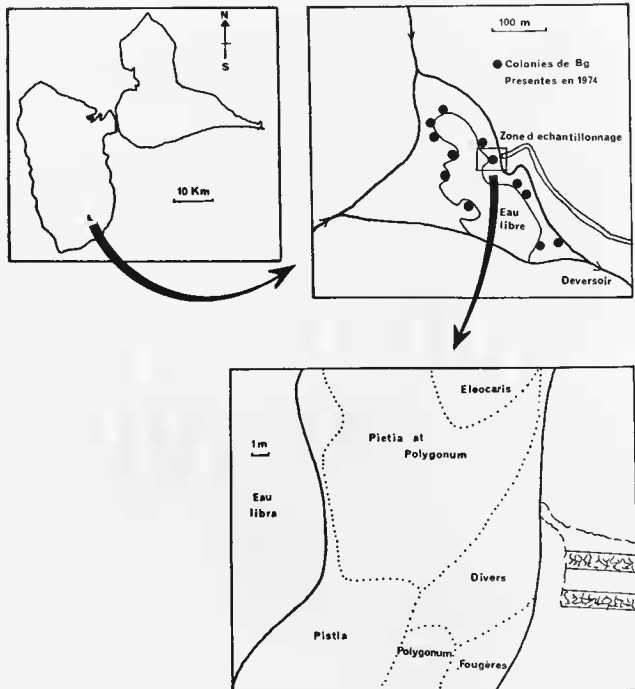 N
S
10 Km
100 m
Colonies de Bg
Presentes en 1974
Zone d echantillonnage
Eau
libre
Deversoir
Eleocaris
1m
Pietia at
Polygonum
Eau
libra
Divers
Pistia
Polygonum
Fougères